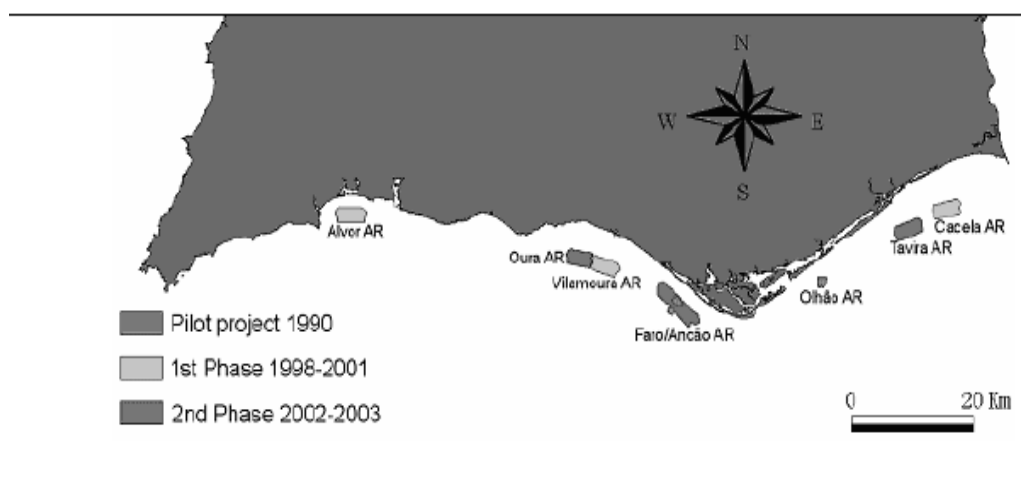 N
W E
S
Alvor AR
Oura AR
Vilamoura AR
Faro/Ancão AR
Olhão AR
Tavira AR
Cacela AR
Pilot project 1990
1st Phase 1998-2001
2nd Phase 2002-2003
0 20 Km